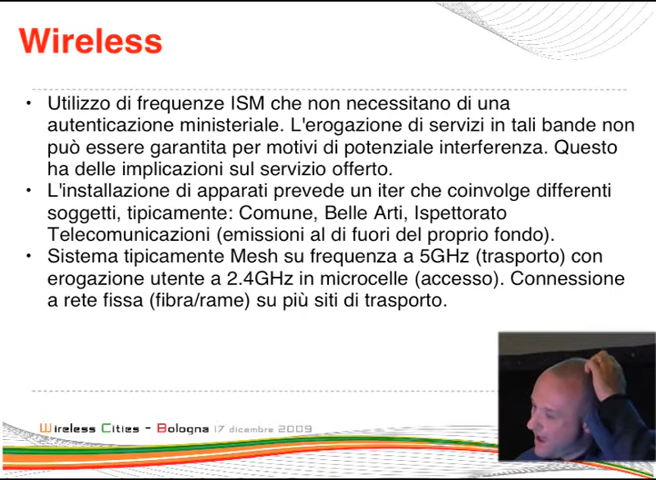 Wireless
• Utilizzo di frequenze ISM che non necessitano di una
autenticazione ministeriale. L'erogazione di servizi in tali bande non
può essere garantita per motivi di potenziale interferenza. Questo
ha delle implicazioni sul servizio offerto.
• L'installazione di apparati prevede un iter che coinvolge differenti
soggetti, tipicamente: Comune, Belle Arti, Ispettorato
Telecomunicazioni (emissioni al di fuori del proprio fondo).
• Sistema tipicamente Mesh su frequenza a 5GHz (trasporto) con
erogazione utente a 2.4GHz in microcelle (accesso). Connessione
a rete fissa (fibra/rame) su più siti di trasporto.
Wireless Cities - Bologna 17 dicembre 2009